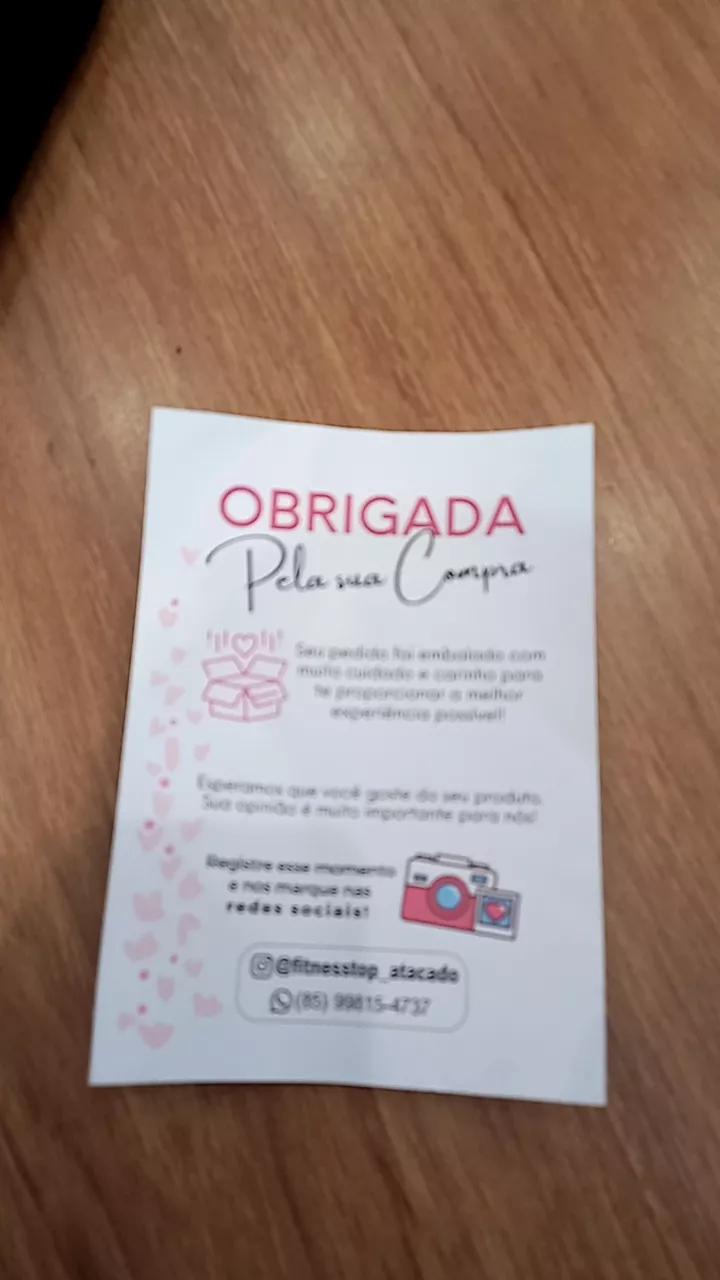 OBRIGADA
Pela sua Compra
Seu pedido foi embalado com
muito cuidado e carinho para
te proporcionar a melhor
experiência possível!
Esperamos que você goste do seu produto.
Sua opinião é muito importante para nós!
Registre esse momento
e nos marque nas
redes sociais!
@fitnesstop_atacado
(85) 99815-4737